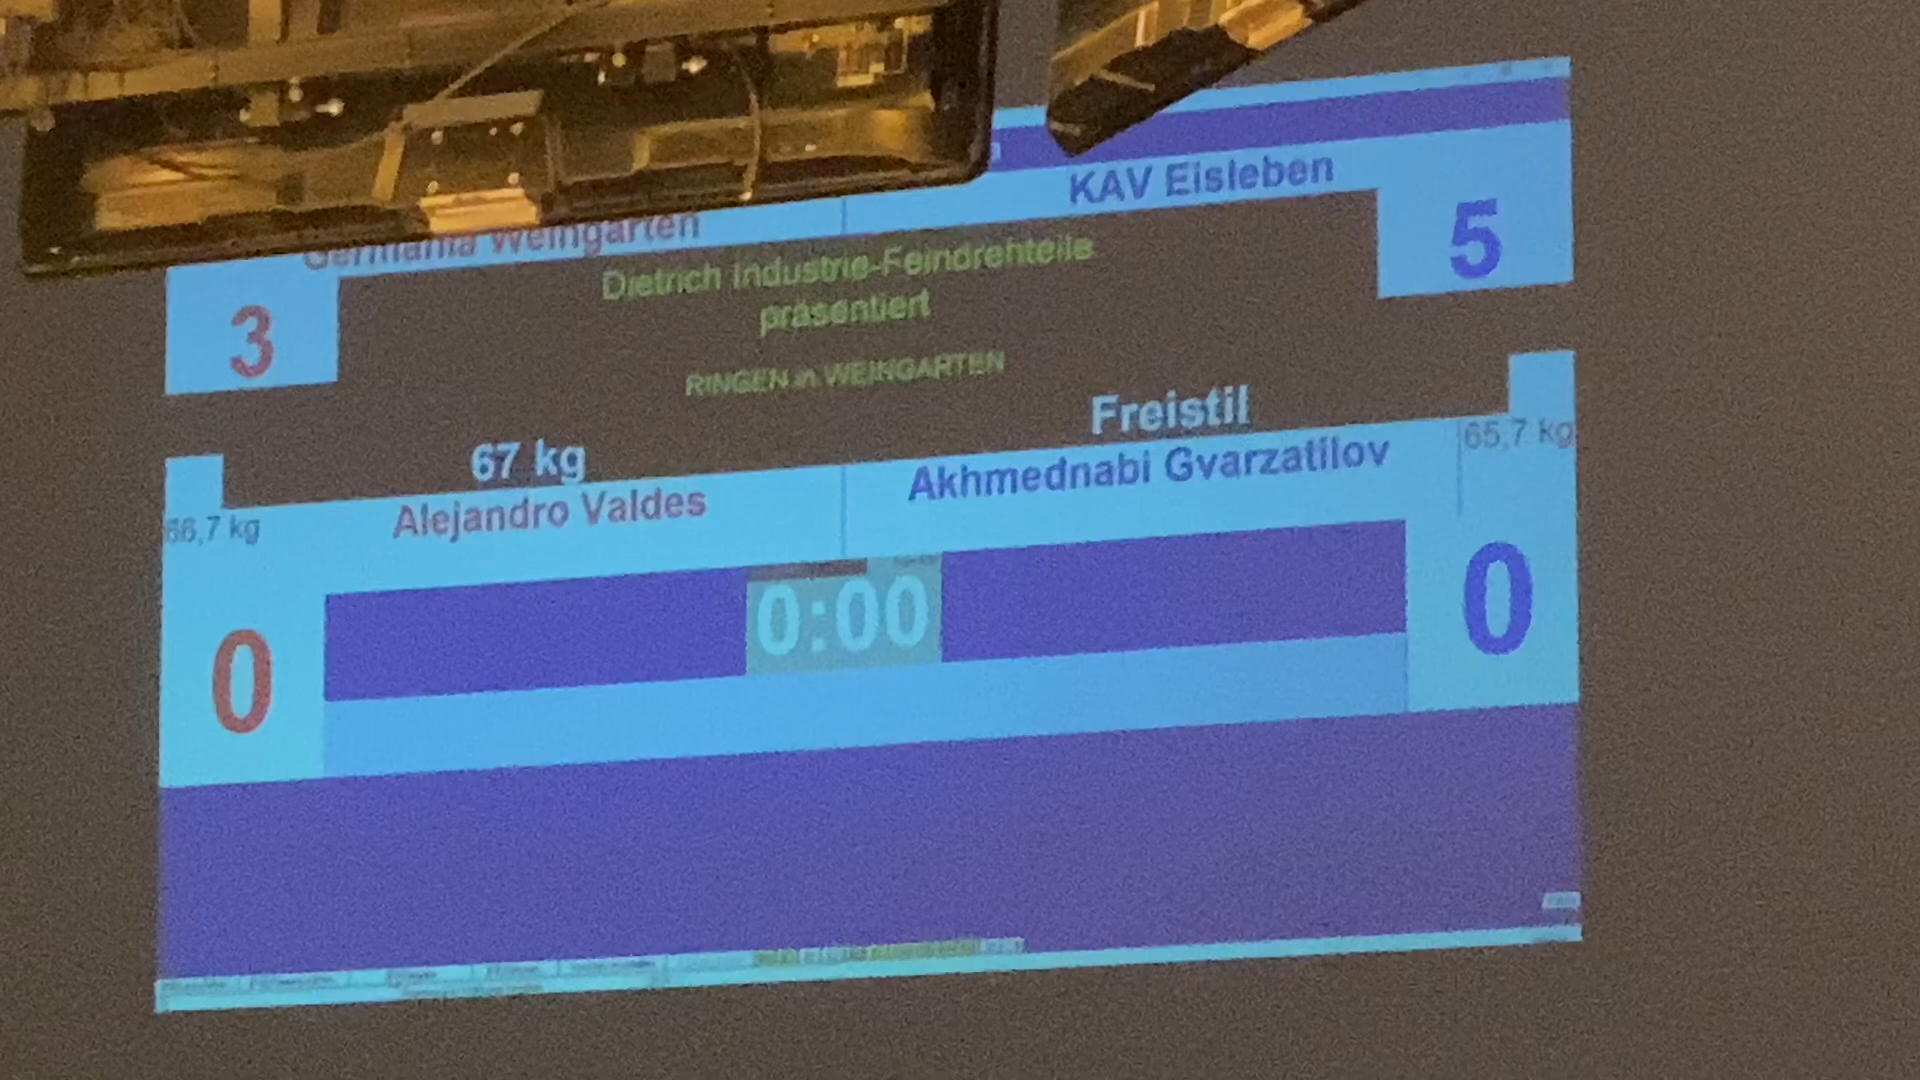 KAV Eisleben
Germania Weingarten
5
3
Dietrich Industrie-Feindrehteile
präsentiert
RINGEN in WEINGARTEN
67 kg
Freistil
66,7 kg
Alejandro Valdes
Akhmednabi Gvarzatilov
65,7 kg
0
0:00
0